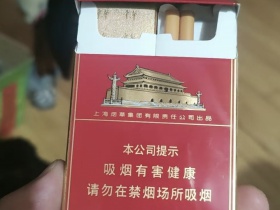 上海烟草集团有限责任公司出品
本公司提示
吸烟有害健康
请勿在禁烟场所吸烟